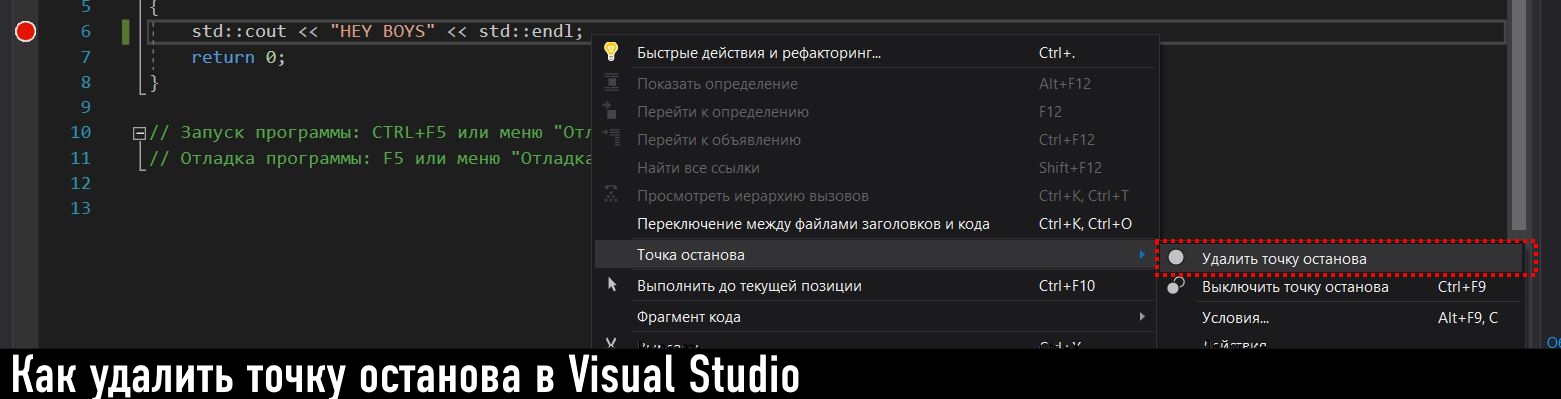 5 {
6 std::cout << "HEY BOYS" << std::endl;
7 return 0;
8 }
9
10 // Запуск программы: CTRL+F5 или меню "Отл
11 // Отладка программы: F5 или меню "Отладка
12
13
Быстрые действия и рефакторинг... Ctrl+.
Показать определение Alt+F12
Перейти к определению F12
Перейти к объявлению Ctrl+F12
Найти все ссылки Shift+F12
Просмотреть иерархию вызовов Ctrl+K, Ctrl+T
Переключение между файлами заголовков и кода Ctrl+K, Ctrl+O
Точка останова
Выполнить до текущей позиции Ctrl+F10
Фрагмент кода
Удалить точку останова
Выключить точку останова Ctrl+F9
Условия... Alt+F9, C
Как удалить точку останова в Visual Studio